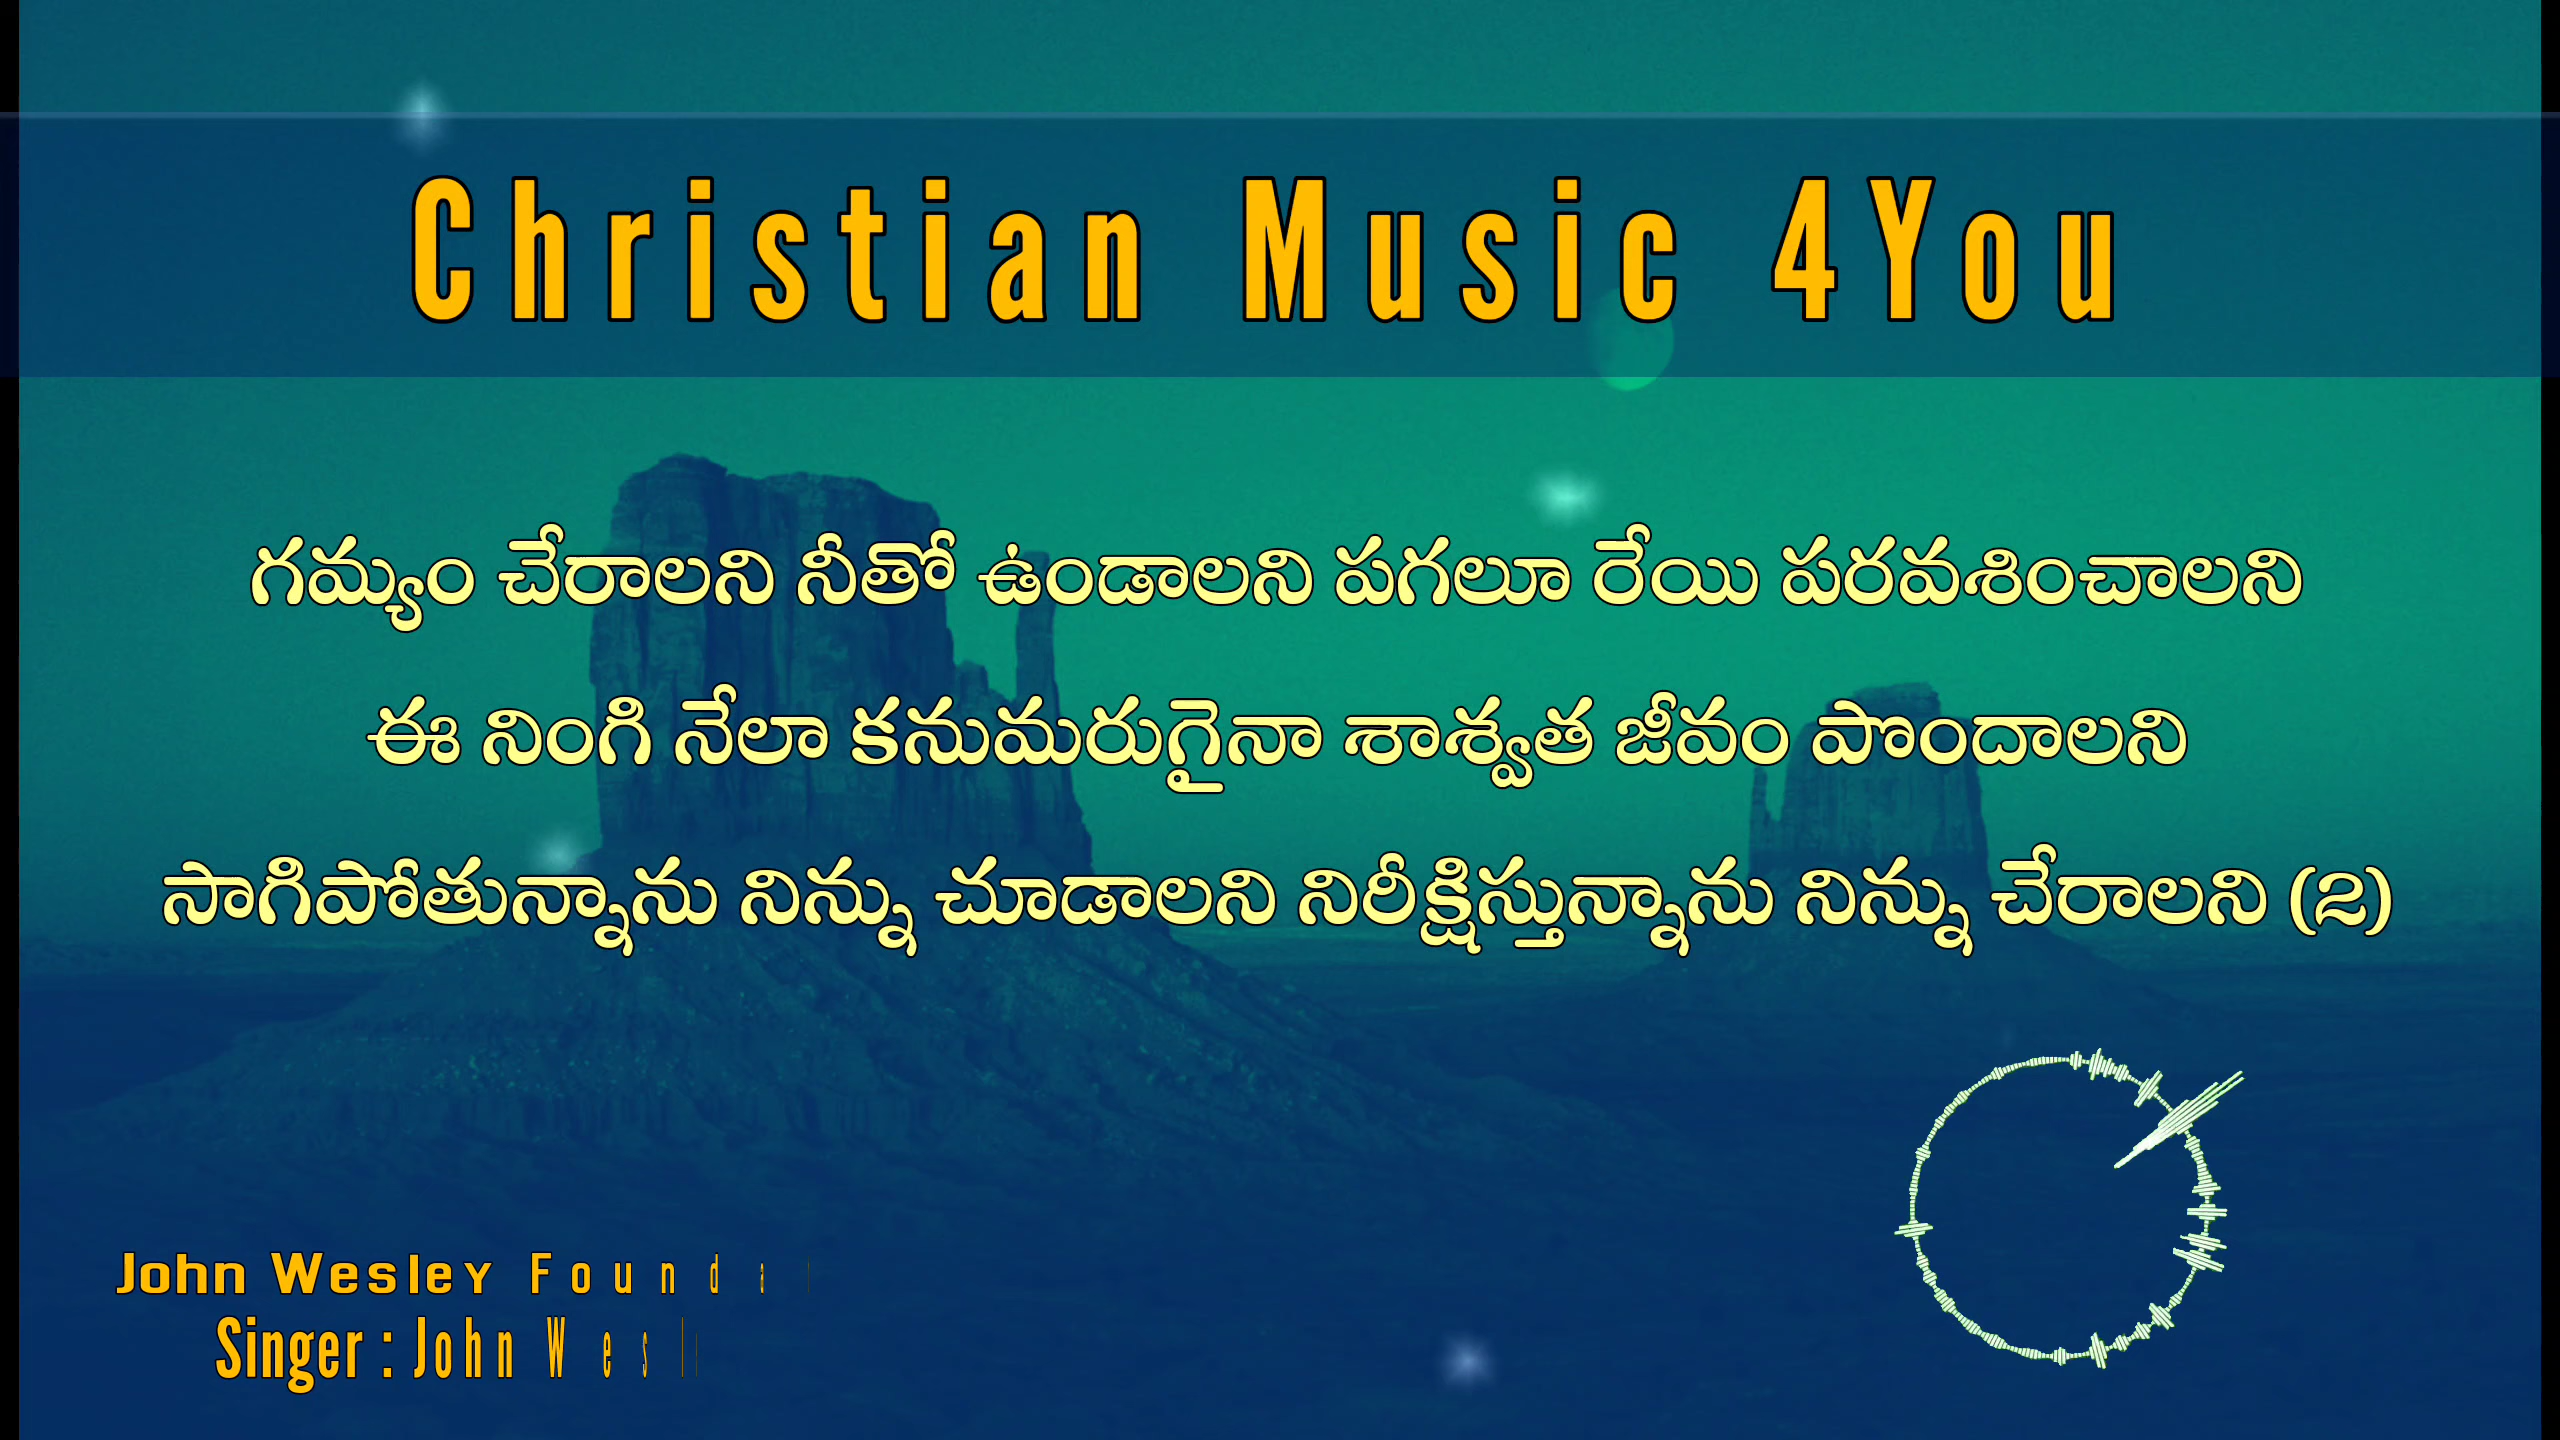 Christian Music 4You
గమ్యం చేరాలని నీతో ఉండాలని పగలూ రేయి పరవశించాలని
ఈ నింగి నేలా కనుమరుగైనా శాశ్వత జీవం పొందాలని
సాగిపోతున్నాను నిన్ను చూడాలని నిరీక్షిస్తున్నాను నిన్ను చేరాలని (౨)
John Wesley
Singer : John